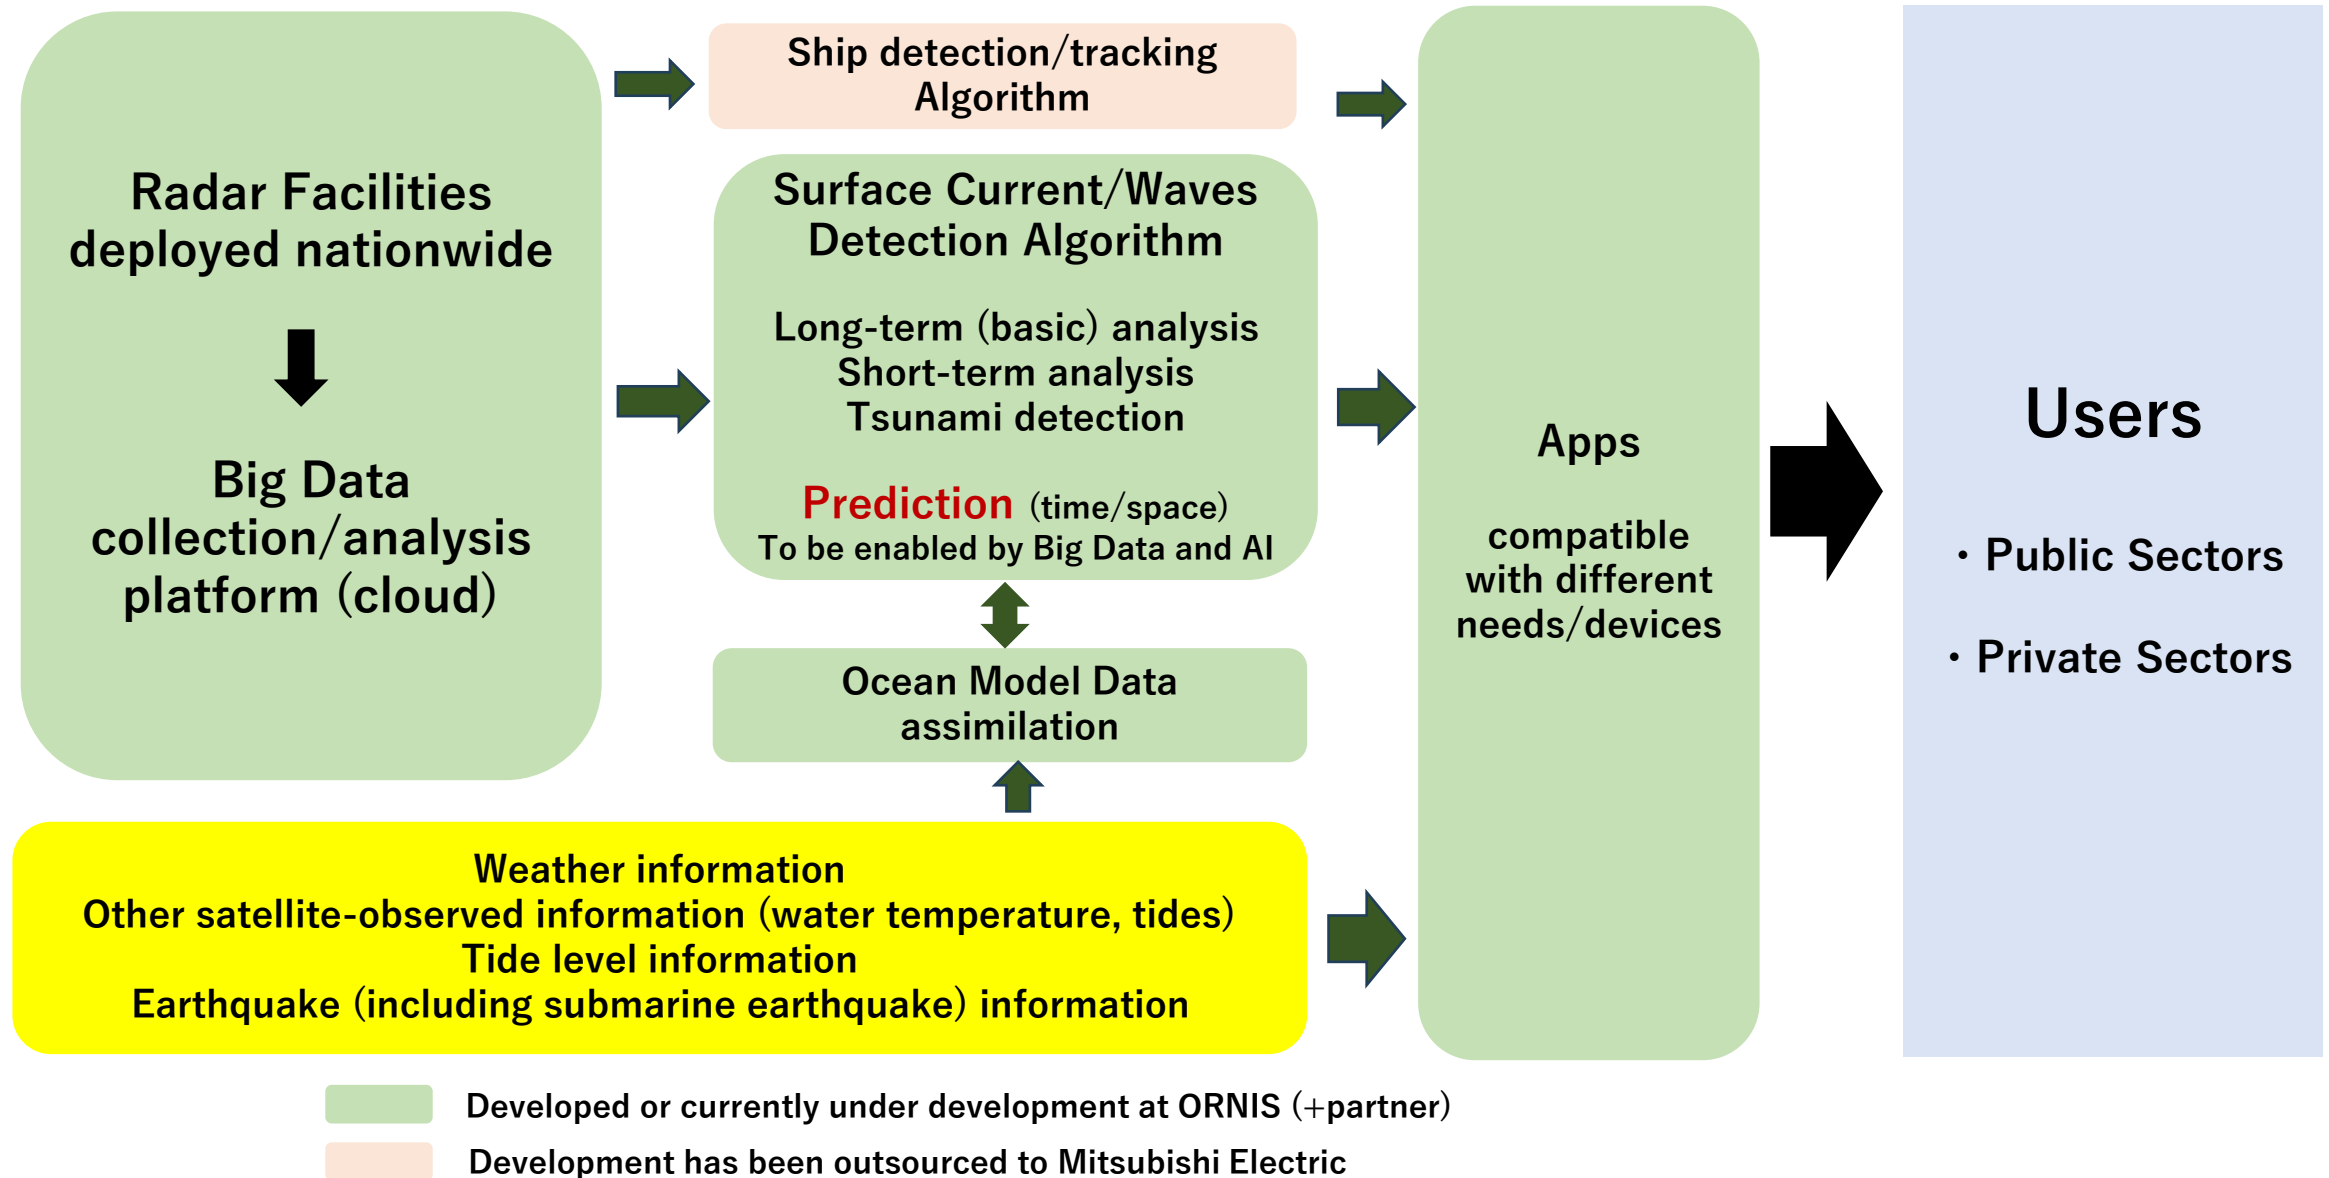 Radar Facilities
deployed nationwide
Big Data
collection/analysis
platform (cloud)
Ship detection/tracking
Algorithm
Surface Current/Waves
Detection Algorithm
Long-term (basic) analysis
Short-term analysis
Tsunami detection
Prediction (time/space)
To be enabled by Big Data and AI
Ocean Model Data
assimilation
Weather information
Other satellite-observed information (water temperature, tides)
Tide level information
Earthquake (including submarine earthquake) information
Apps
compatible
with different
needs/devices
Users
・Public Sectors
・Private Sectors
Developed or currently under development at ORNIS (+partner)
Development has been outsourced to Mitsubishi Electric